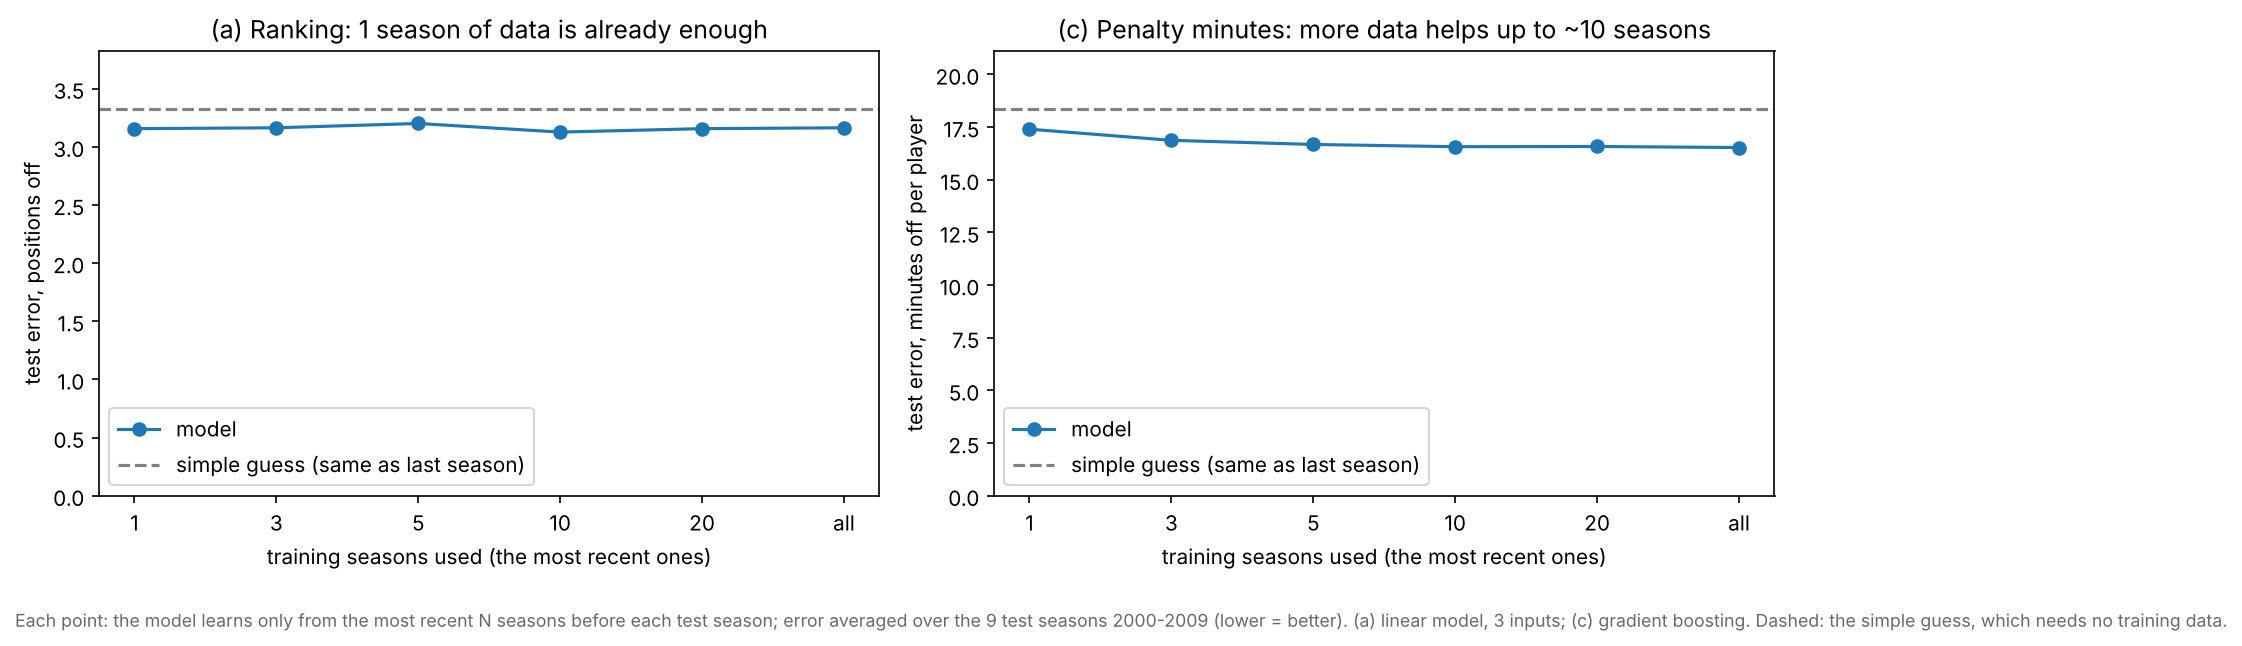 (a) Ranking: 1 season of data is already enough
test error, positions off
3.5
3.0
2.5
2.0
1.5
1.0
0.5
0.0
model
simple guess (same as last season)
1 3 5 10 20 all
training seasons used (the most recent ones)
(c) Penalty minutes: more data helps up to ~10 seasons
test error, minutes off per player
20.0
17.5
15.0
12.5
10.0
7.5
5.0
2.5
0.0
model
simple guess (same as last season)
1 3 5 10 20 all
training seasons used (the most recent ones)
Each point: the model learns only from the most recent N seasons before each test season; error averaged over the 9 test seasons 2000-2009 (lower = better). (a) linear model, 3 inputs; (c) gradient boosting. Dashed: the simple guess, which needs no training data.